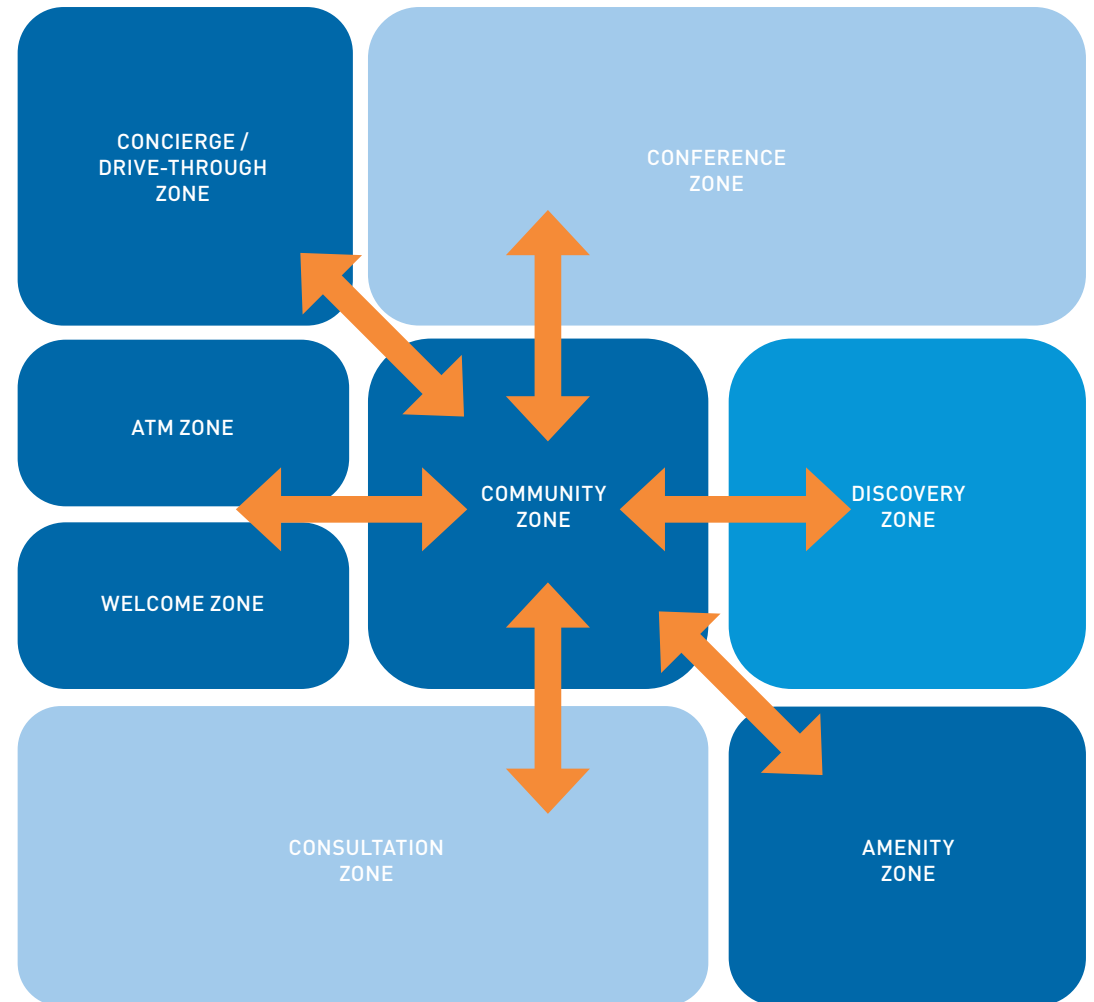 CONCIERGE /
DRIVE-THROUGH
ZONE
CONFERENCE
ZONE
ATM ZONE
COMMUNITY
ZONE
DISCOVERY
ZONE
WELCOME ZONE
CONSULTATION
ZONE
AMENITY
ZONE